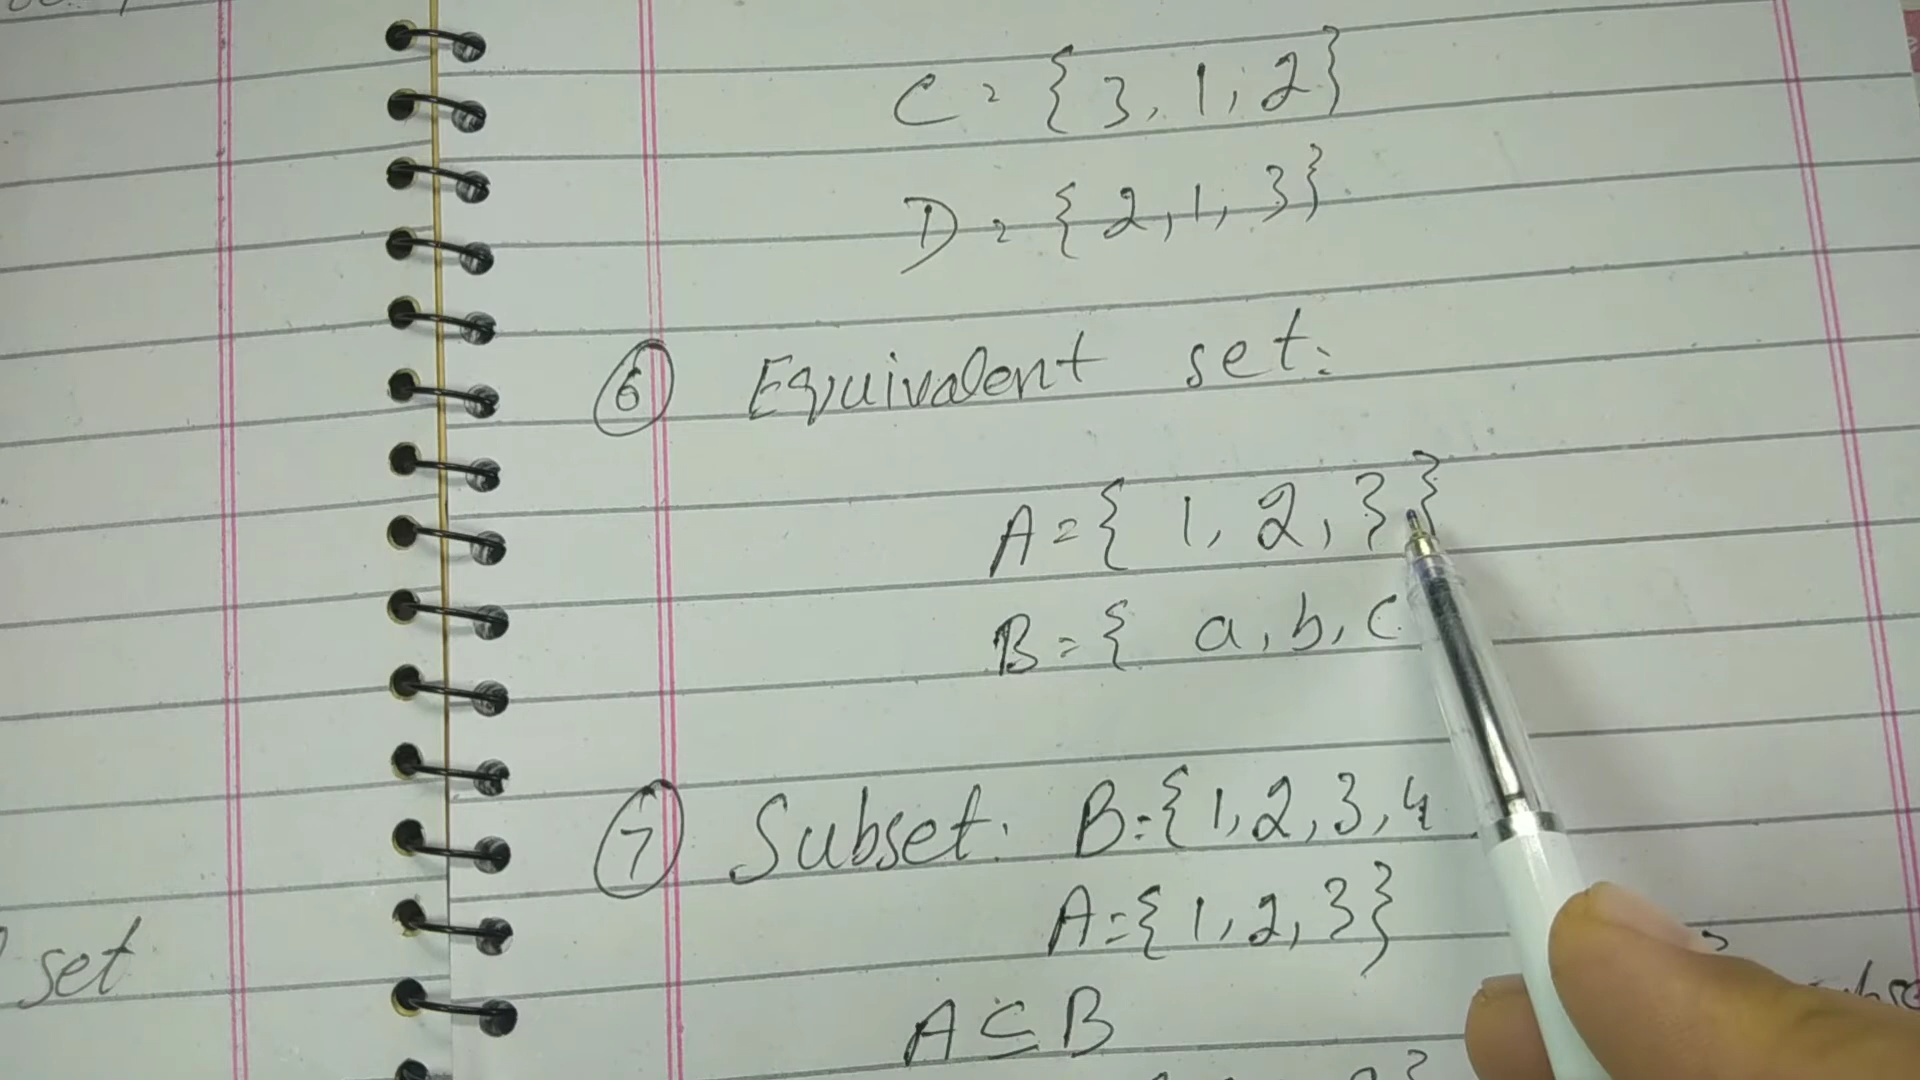 set
C = {3, 1, 2}
D = {2, 1, 3}
⑥ Equivalent set:
A = { 1, 2, 3 }
B = { a, b, c
⑦ Subset. B = {1, 2, 3, 4
A = {1, 2, 3}
A ⊆ B